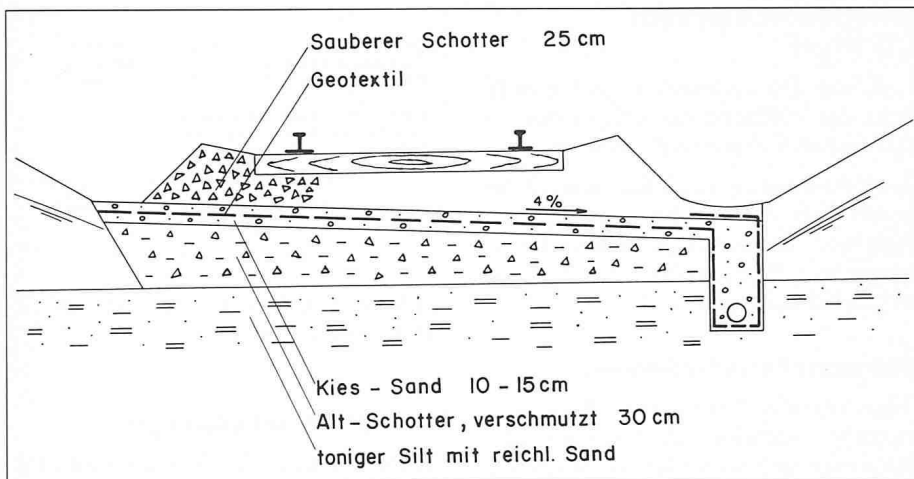 Sauberer Schotter 25 cm
Geotextil
4%
Kies - Sand 10 - 15 cm
Alt - Schotter, verschmutzt 30 cm
toniger Silt mit reichl. Sand